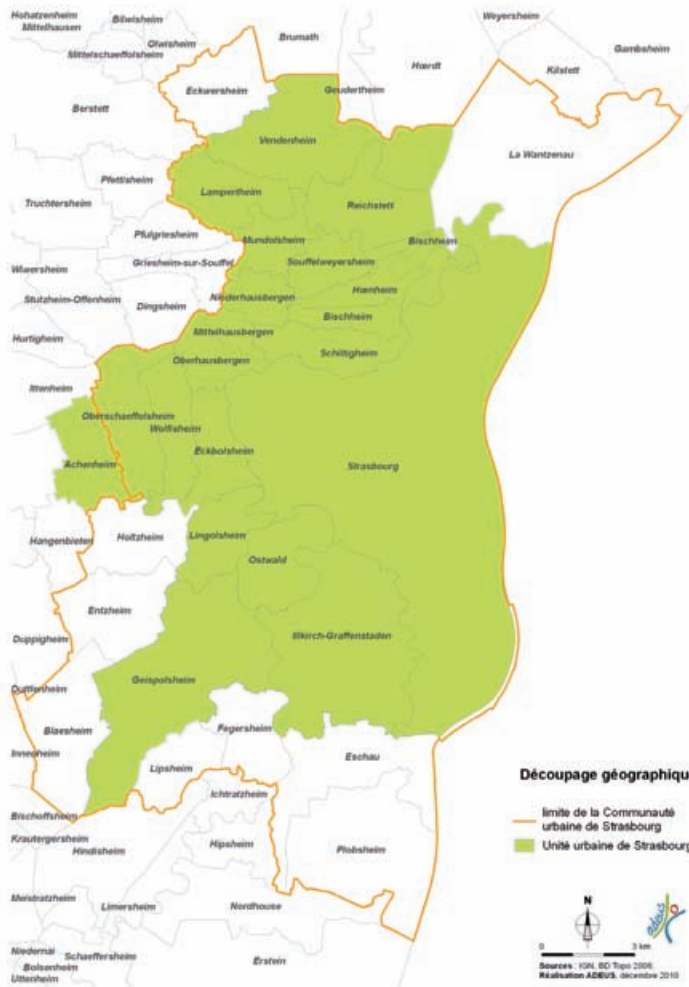 Hohatzenheim
Mittelhausen
Bilwisheim
Olwisheim
Mittelschaeffolsheim
Brumath
Weyersheim
Gambsheim
Kilstett
Hœrdt
Eckwersheim
Geudertheim
Berstett
Vendenheim
La Wantzenau
Pfettisheim
Lampertheim
Truchtersheim
Reichstett
Pfulgriesheim
Mundolsheim
Bischheim
Griesheim-sur-Souffel
Souffelweyersheim
Wiwersheim
Stutzheim-Offenheim
Niederhausbergen
Hœnheim
Dingsheim
Bischheim
Mittelhausbergen
Hurtigheim
Schiltigheim
Oberhausbergen
Ittenheim
Oberschaeffolsheim
Wolfisheim
Eckbolsheim
Achenheim
Strasbourg
Hangenbieten
Holtzheim
Lingolsheim
Ostwald
Entzheim
Illkirch-Graffenstaden
Duppigheim
Geispolsheim
Duttlenheim
Blaesheim
Fegersheim
Innenheim
Lipsheim
Eschau
Ichtratzheim
Bischoffsheim
Krautergersheim
Hindisheim
Hipsheim
Plobsheim
Meistratzheim
Limersheim
Nordhouse
Niedernai
Schaeffersheim
Bolsenheim
Uttenheim
Erstein
Découpage géographique
limite de la Communauté
urbaine de Strasbourg
Unité urbaine de Strasbourg
N
adeus
0 3 km
Sources : IGN, BD Topo 2006.
Réalisation ADEUS, décembre 2010